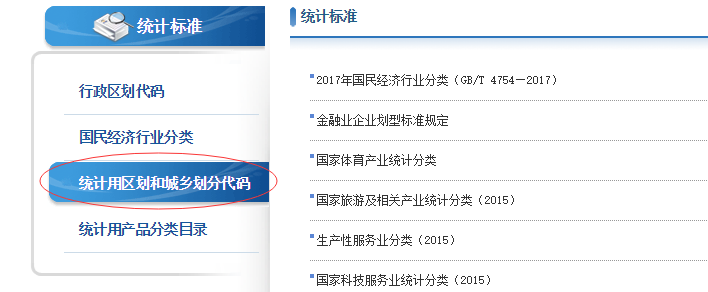 统计标准
行政区划代码
国民经济行业分类
统计用区划和城乡划分代码
统计用产品分类目录
统计标准
2017年国民经济行业分类（GB/T 4754—2017）
金融业企业划型标准规定
国家体育产业统计分类
国家旅游及相关产业统计分类（2015）
生产性服务业分类（2015）
国家科技服务业统计分类（2015）